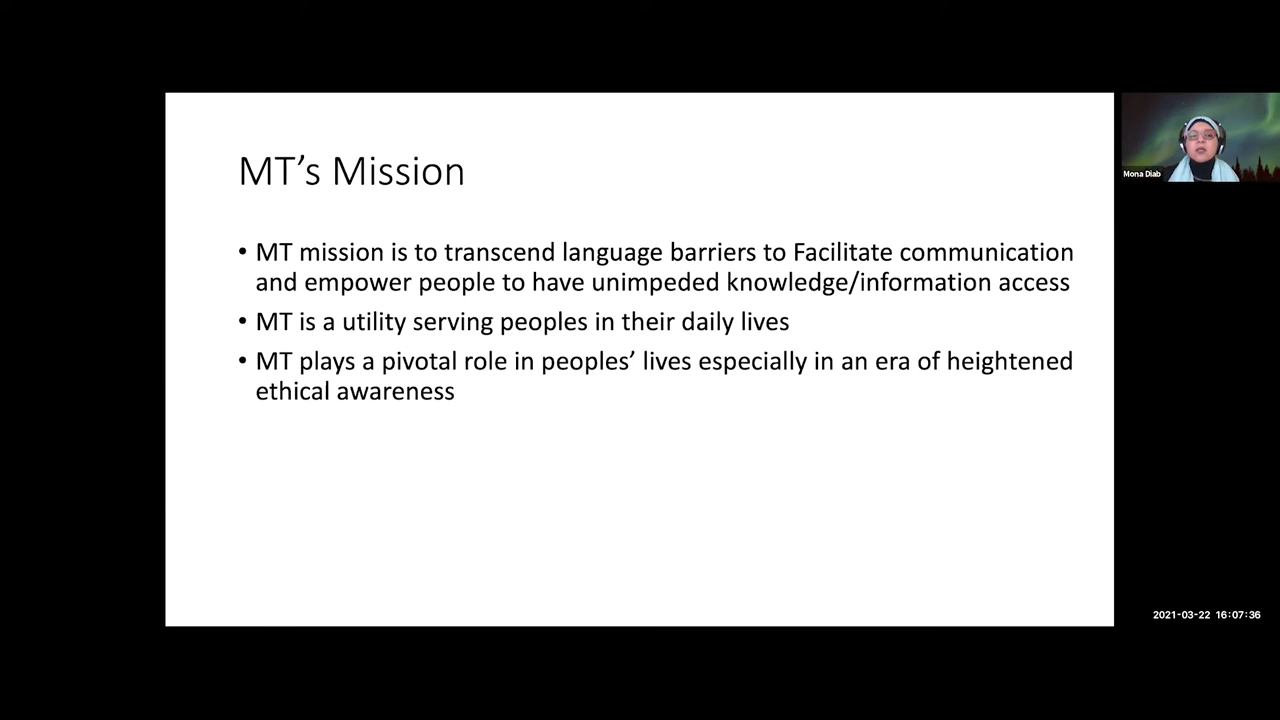 MT’s Mission
• MT mission is to transcend language barriers to Facilitate communication
and empower people to have unimpeded knowledge/information access
• MT is a utility serving peoples in their daily lives
• MT plays a pivotal role in peoples’ lives especially in an era of heightened
ethical awareness
Mona Diab
2021-03-22 16:07:36